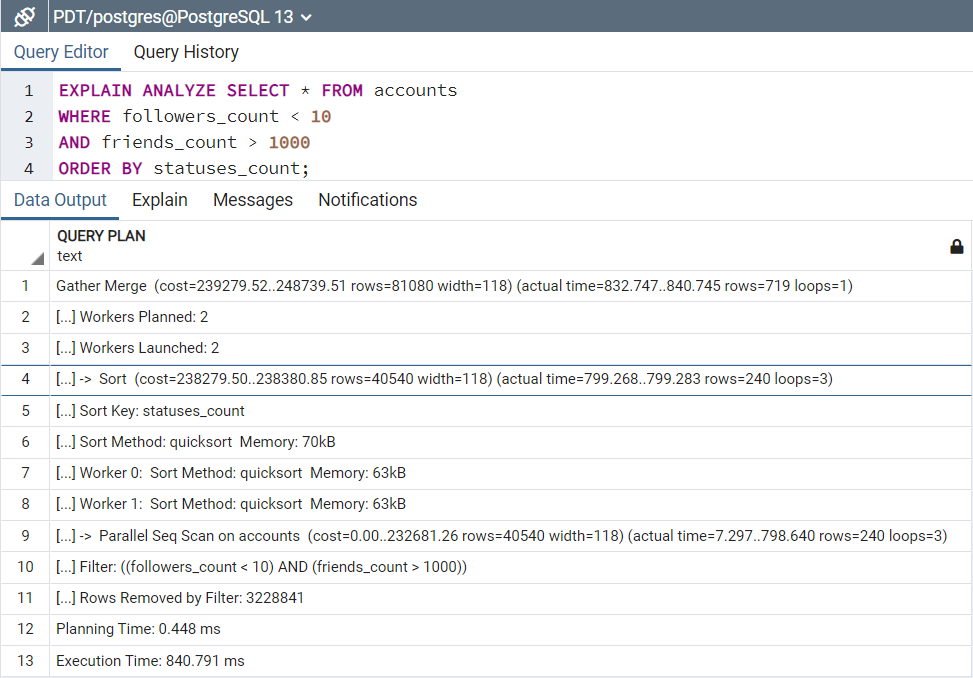 PDT/postgres@PostgreSQL 13
Query Editor Query History
1 EXPLAIN ANALYZE SELECT * FROM accounts
2 WHERE followers_count < 10
3 AND friends_count > 1000
4 ORDER BY statuses_count;
Data Output Explain Messages Notifications
QUERY PLAN
text
1 Gather Merge (cost=239279.52..248739.51 rows=81080 width=118) (actual time=832.747..840.745 rows=719 loops=1)
2 [...] Workers Planned: 2
3 [...] Workers Launched: 2
4 [...] -> Sort (cost=238279.50..238380.85 rows=40540 width=118) (actual time=799.268..799.283 rows=240 loops=3)
5 [...] Sort Key: statuses_count
6 [...] Sort Method: quicksort Memory: 70kB
7 [...] Worker 0: Sort Method: quicksort Memory: 63kB
8 [...] Worker 1: Sort Method: quicksort Memory: 63kB
9 [...] -> Parallel Seq Scan on accounts (cost=0.00..232681.26 rows=40540 width=118) (actual time=7.297..798.640 rows=240 loops=3)
10 [...] Filter: ((followers_count < 10) AND (friends_count > 1000))
11 [...] Rows Removed by Filter: 3228841
12 Planning Time: 0.448 ms
13 Execution Time: 840.791 ms